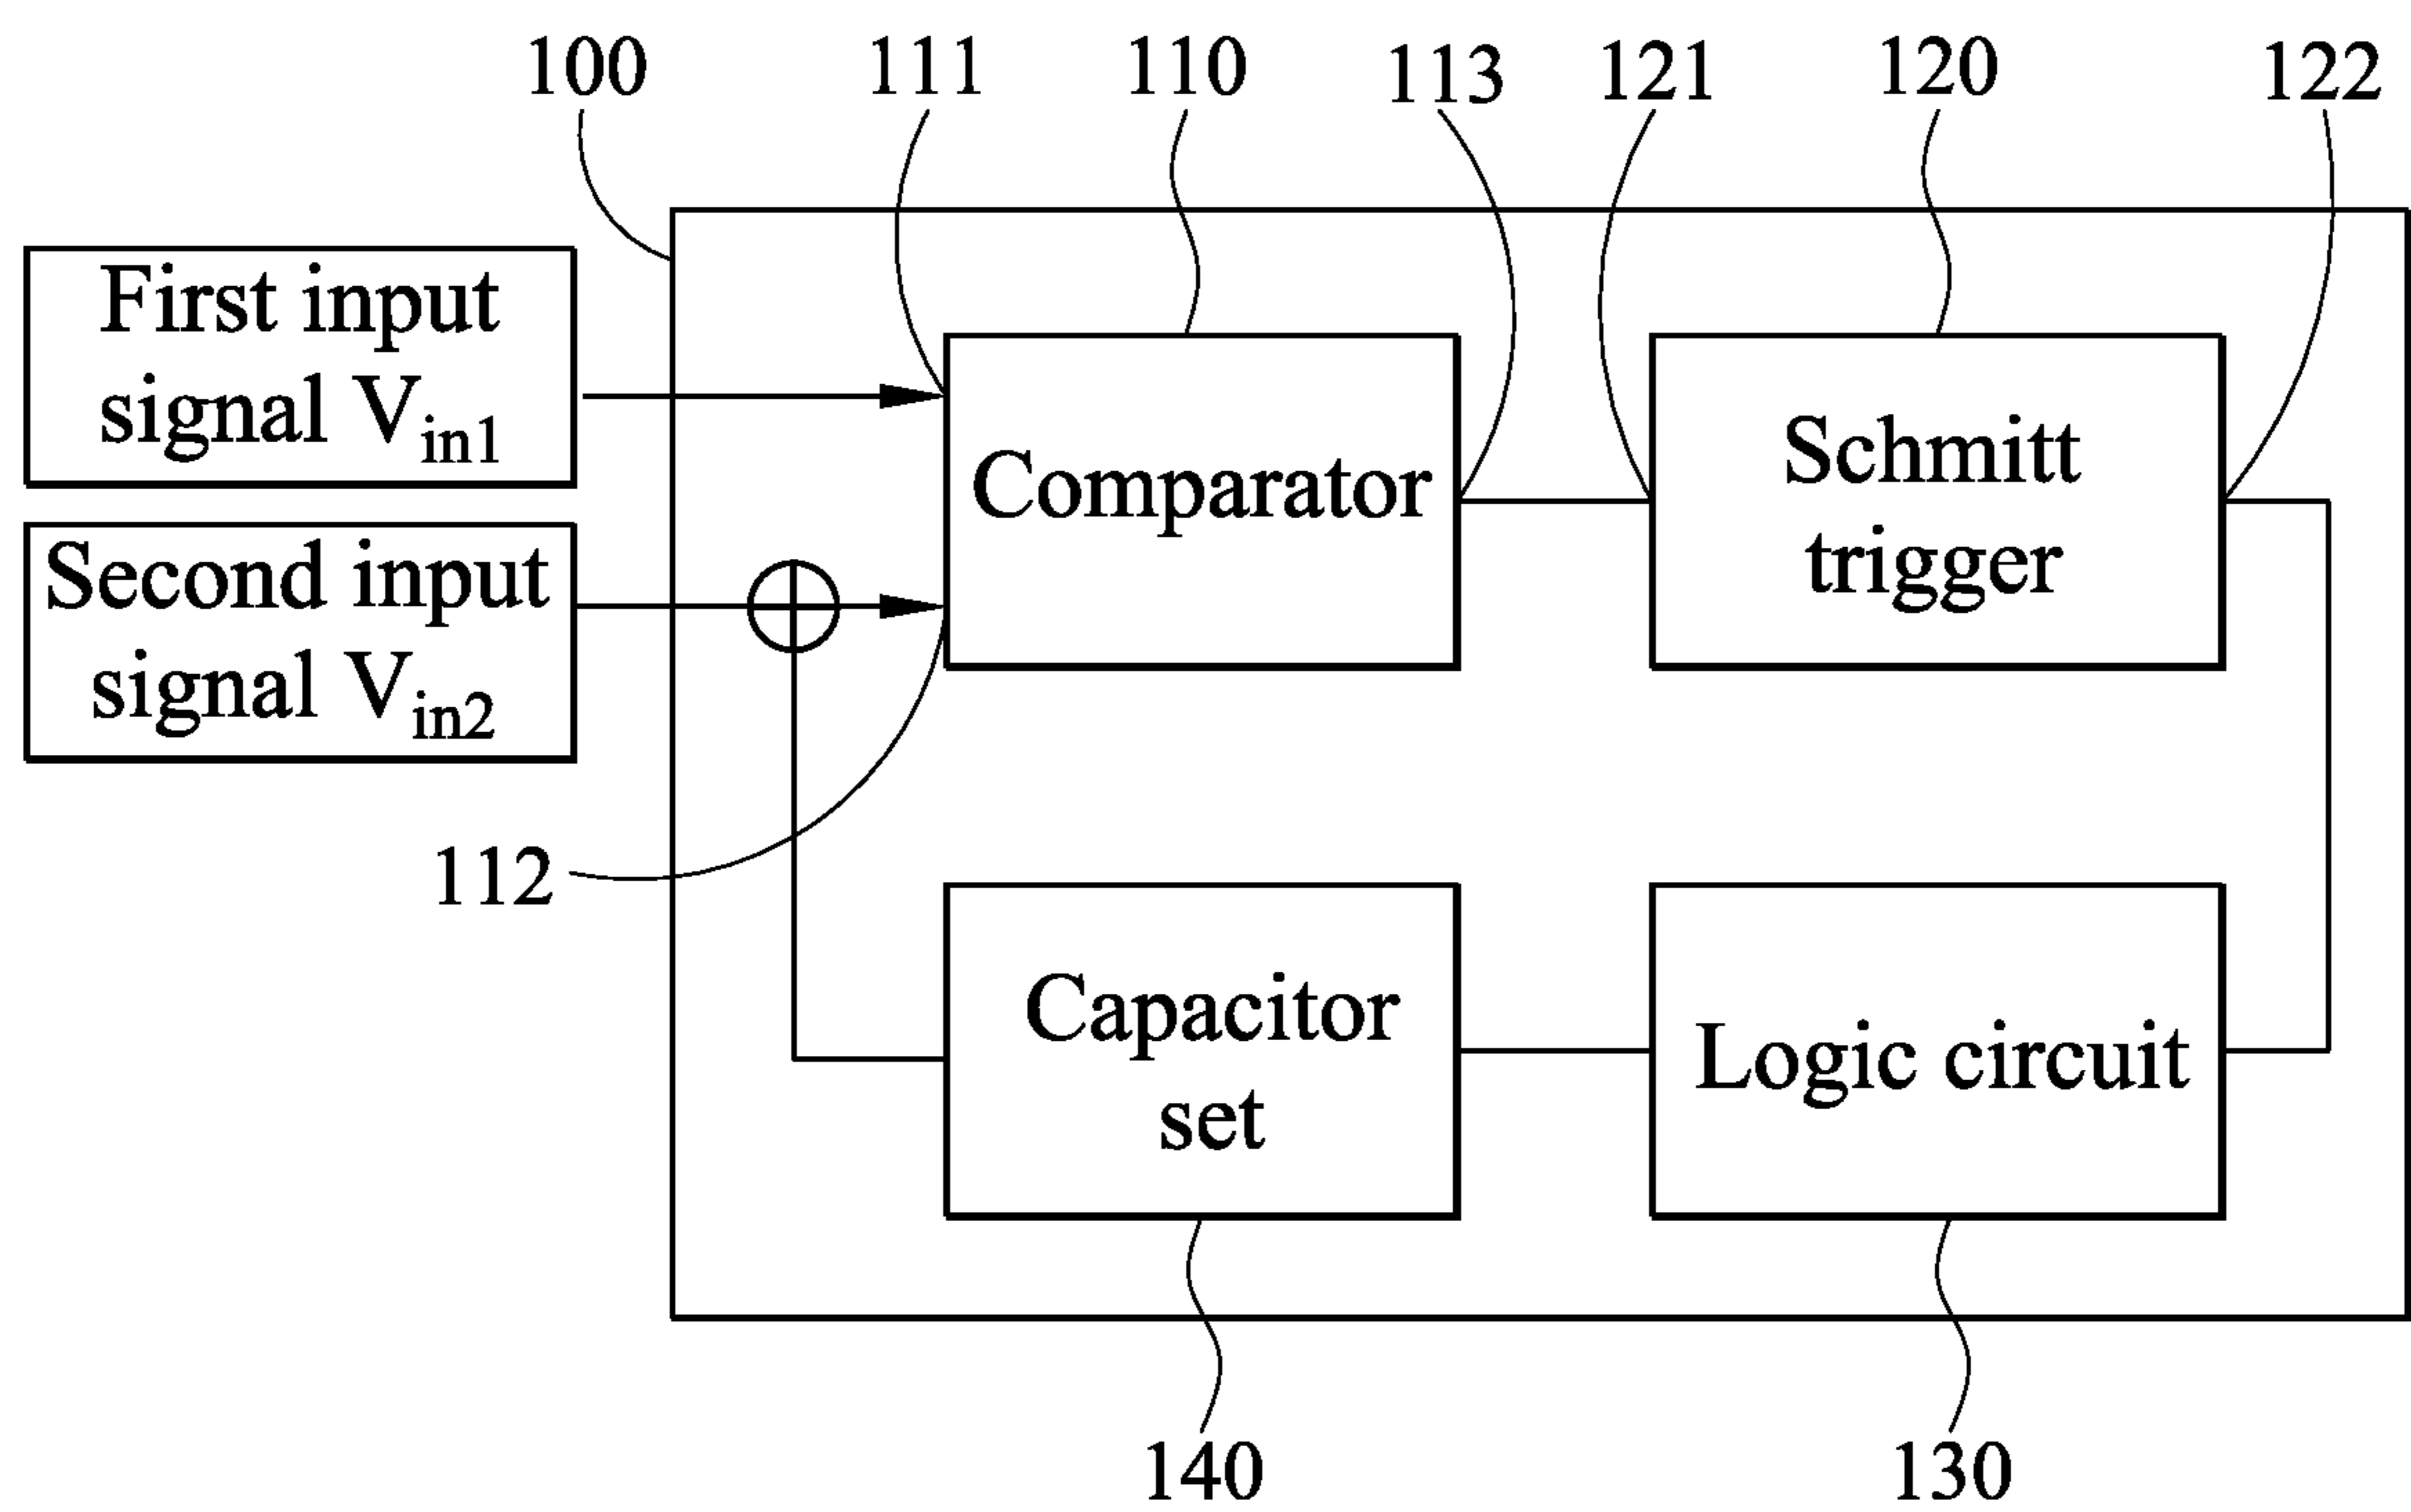 100 111 110 113 121 120 122
First input
signal Vin1
Second input
signal Vin2
Comparator
Schmitt
trigger
112
Capacitor
set
Logic circuit
140 130